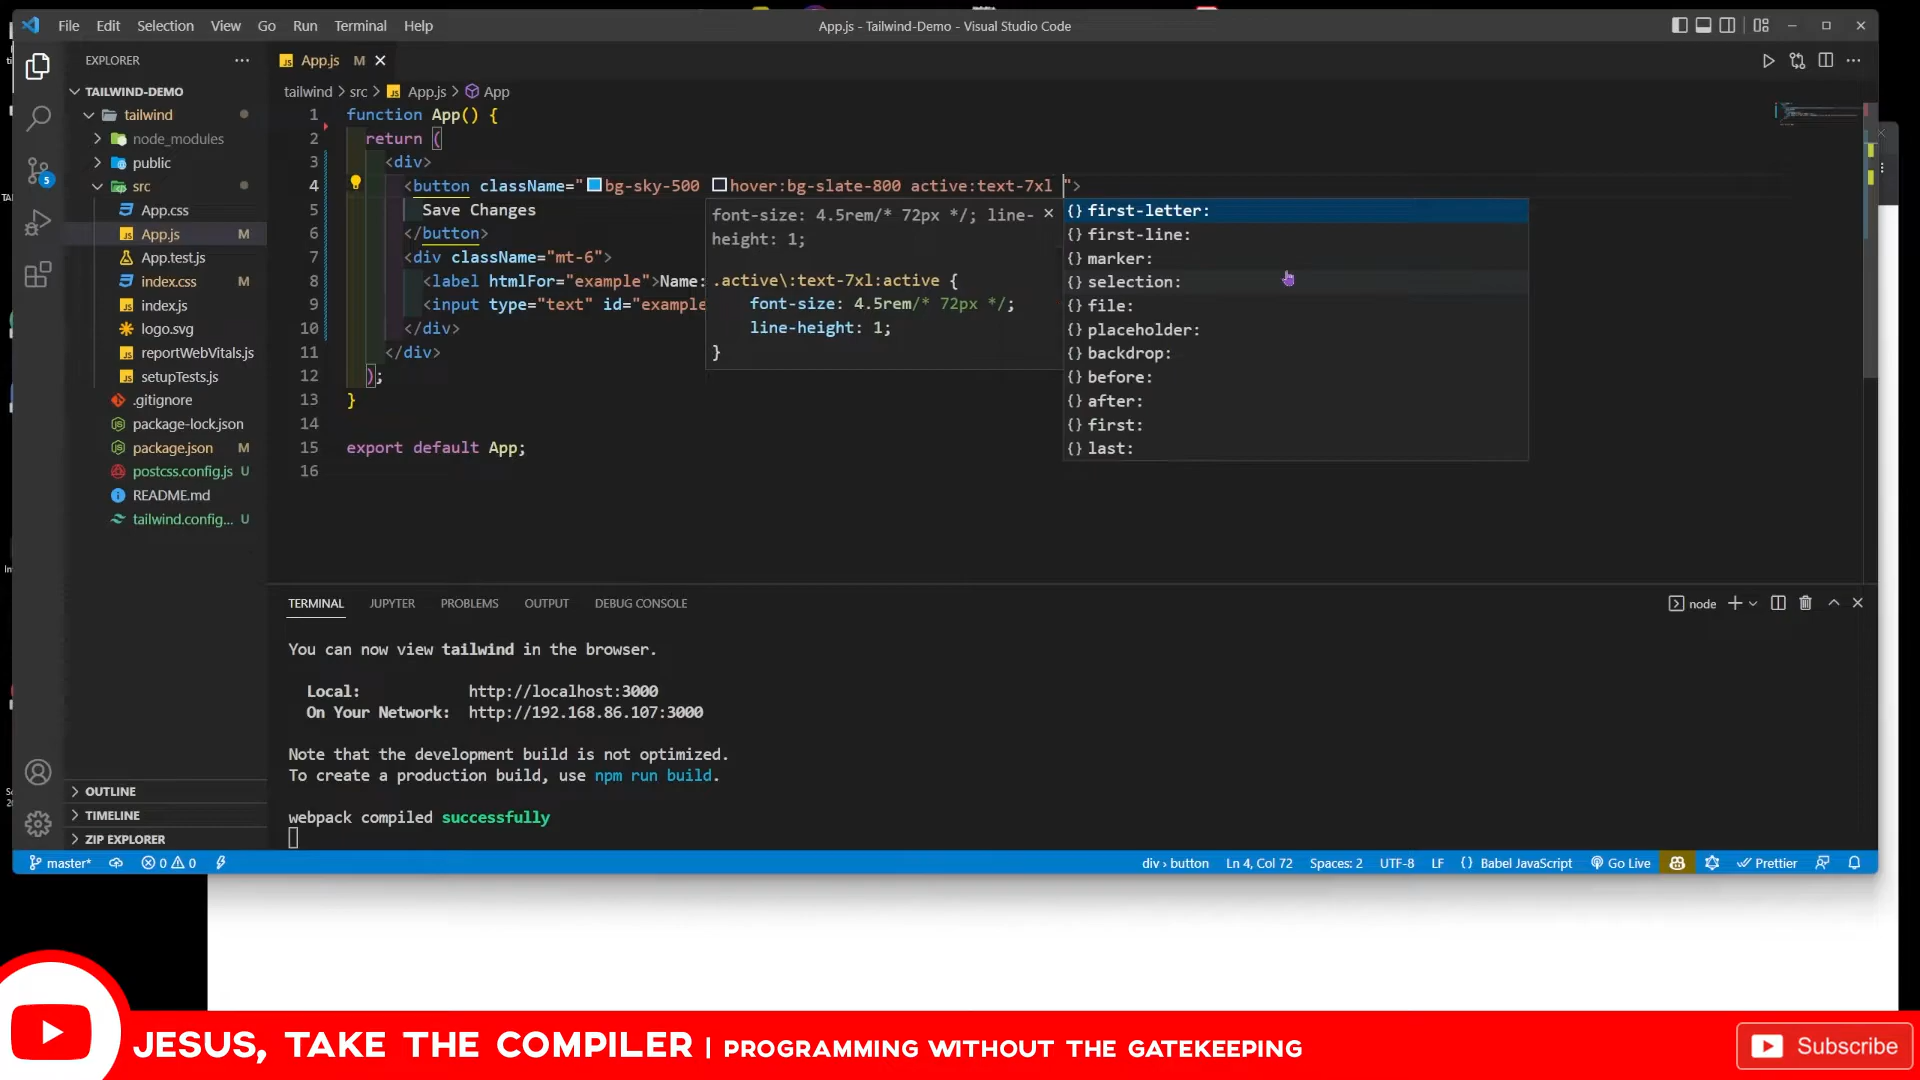 File Edit Selection View Go Run Terminal Help
App.js - Tailwind-Demo - Visual Studio Code
EXPLORER
TAILWIND-DEMO
tailwind
node_modules
public
src
App.css
App.js M
App.test.js
index.css M
index.js
logo.svg
reportWebVitals.js
setupTests.js
.gitignore
package-lock.json
package.json M
postcss.config.js U
README.md
tailwind.config... U
OUTLINE
TIMELINE
ZIP EXPLORER
5
App.js M
tailwind > src > App.js > App
1 function App() {
2 return (
3 <div>
4 <button className="bg-sky-500 hover:bg-slate-800 active:text-7xl ">
5 Save Changes
6 </button>
7 <div className="mt-6">
8 <label htmlFor="example">Name:
9 <input type="text" id="example
10 </div>
11 </div>
12 );
13 }
14
15 export default App;
16
font-size: 4.5rem/* 72px */; line-
height: 1;
.active\:text-7xl:active {
font-size: 4.5rem/* 72px */;
line-height: 1;
}
{} first-letter:
{} first-line:
{} marker:
{} selection:
{} file:
{} placeholder:
{} backdrop:
{} before:
{} after:
{} first:
{} last:
TERMINAL JUPYTER PROBLEMS OUTPUT DEBUG CONSOLE
node
You can now view tailwind in the browser.
Local: http://localhost:3000
On Your Network: http://192.168.86.107:3000
Note that the development build is not optimized.
To create a production build, use npm run build.
webpack compiled successfully
master* 0 0
div › button Ln 4, Col 72 Spaces: 2 UTF-8 LF {} Babel JavaScript Go Live Prettier
JESUS, TAKE THE COMPILER | PROGRAMMING WITHOUT THE GATEKEEPING
Subscribe